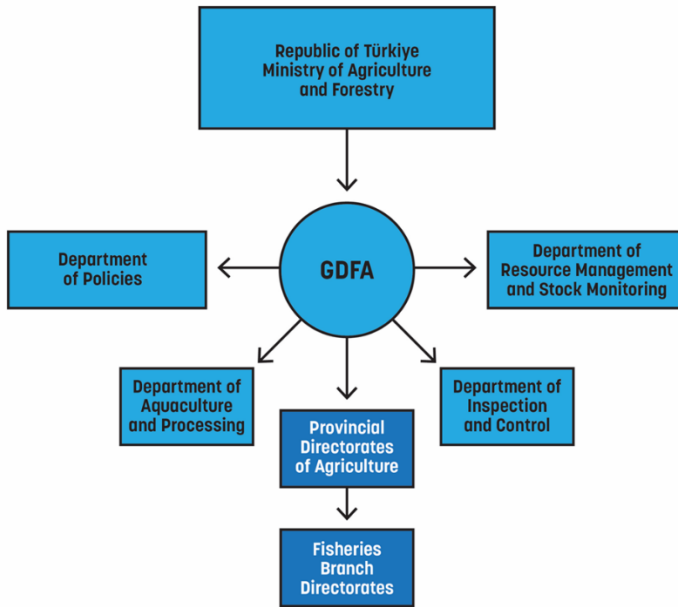 Republic of Türkiye
Ministry of Agriculture
and Forestry
GDFA
Department
of Policies
Department of
Resource Management
and Stock Monitoring
Department of
Aquaculture
and Processing
Provincial
Directorates
of Agriculture
Department of
Inspection
and Control
Fisheries
Branch
Directorates